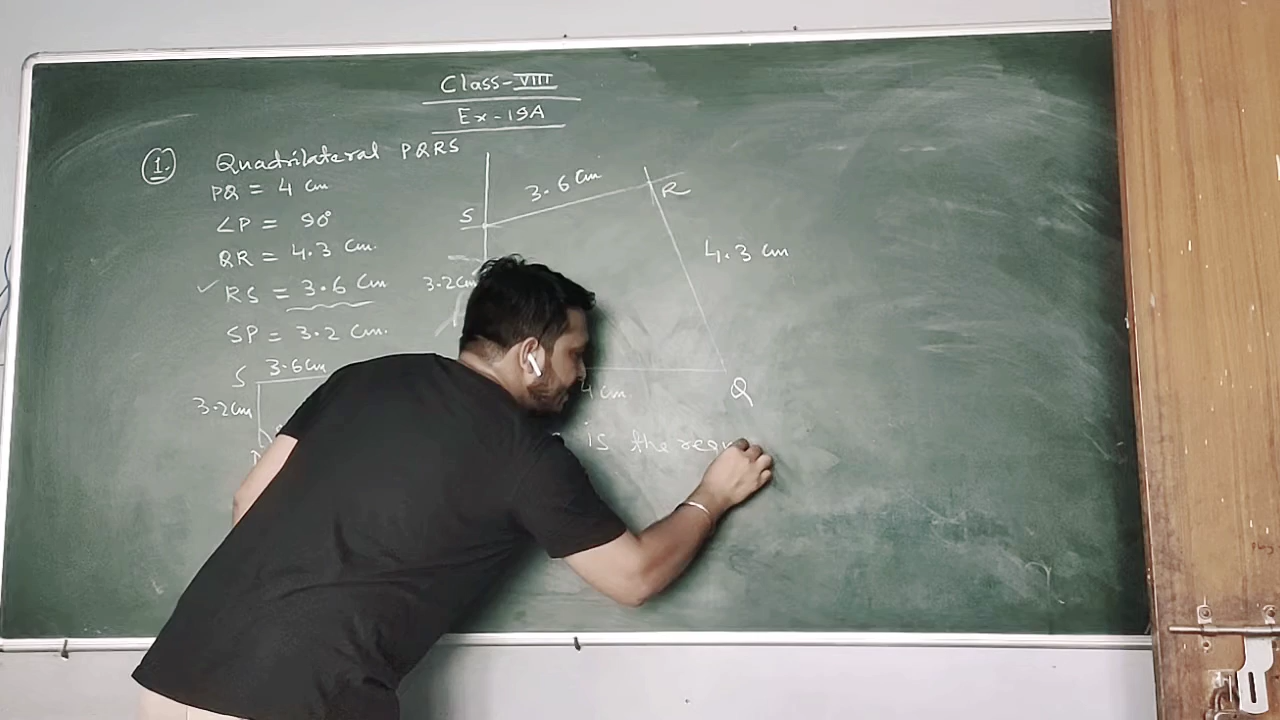 Class-VIII
Ex-19A
1. Quadrilateral PQRS
PQ = 4 cm
∠P = 90°
QR = 4.3 cm.
✓ RS = 3.6 cm
SP = 3.2 cm.
S 3.6cm
3.2cm
S 3.6 cm R
3.2cm 4.3 cm
4 cm. Q
is the requ